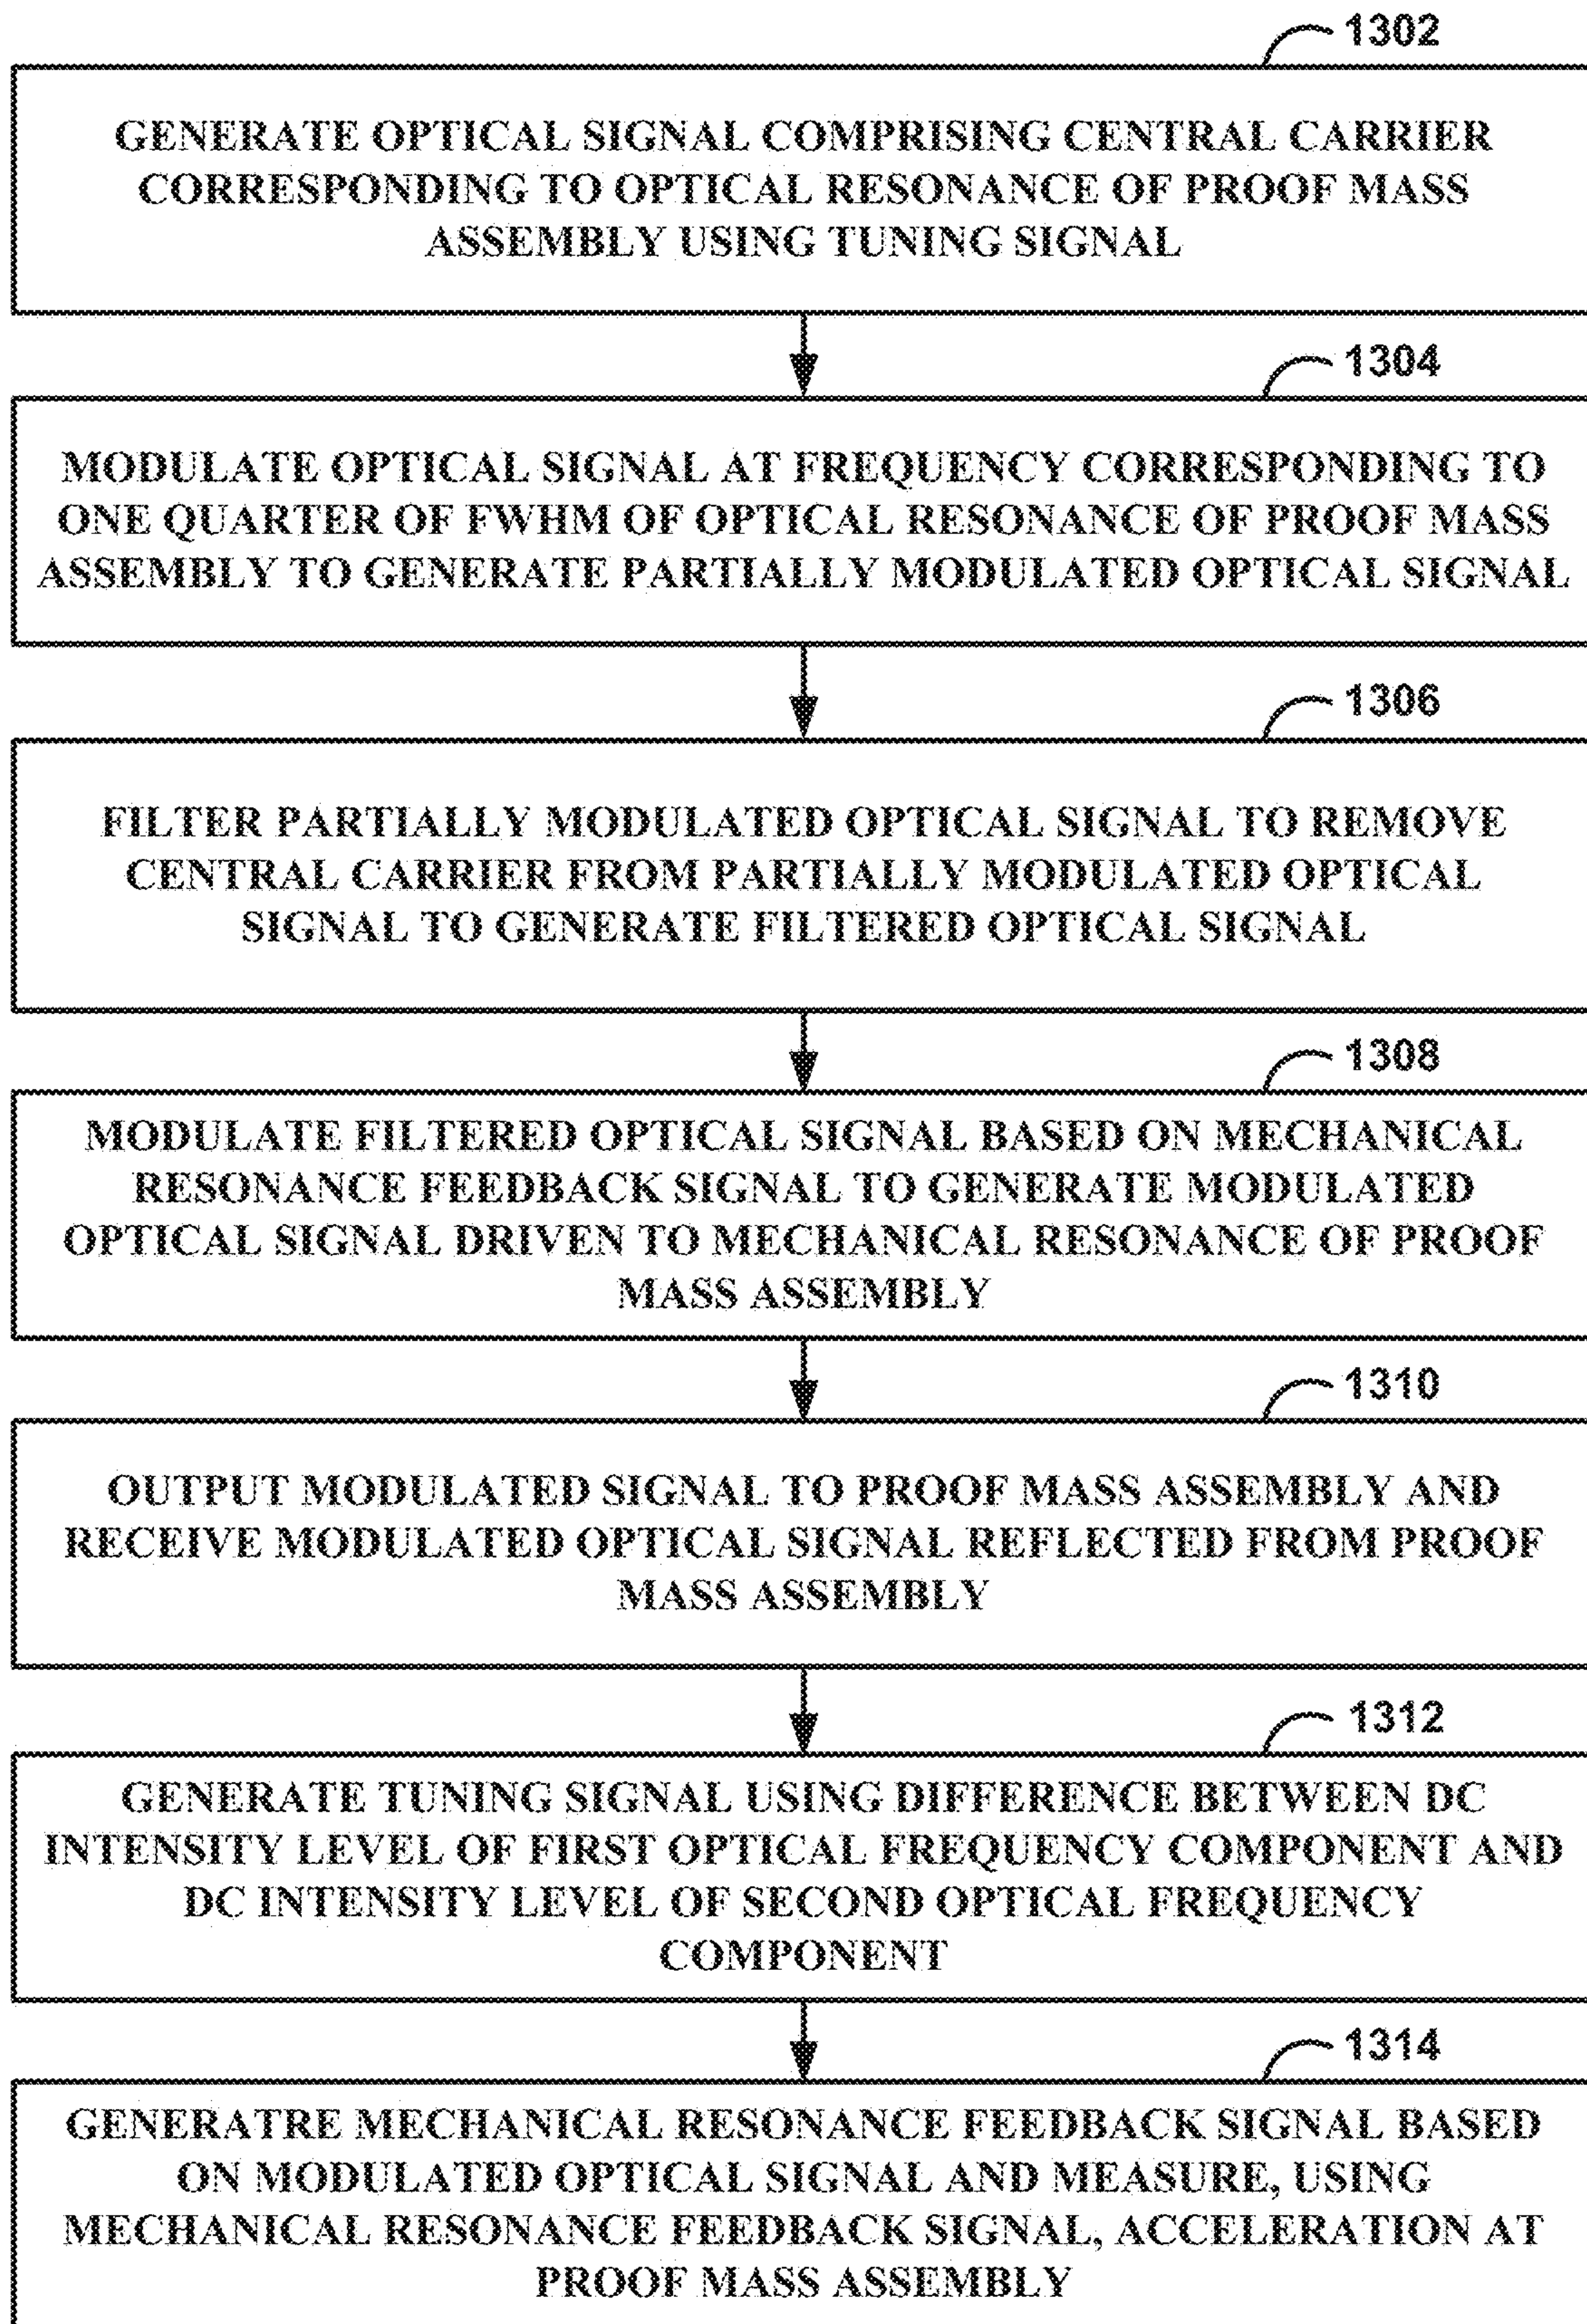 1302
GENERATE OPTICAL SIGNAL COMPRISING CENTRAL CARRIER
CORRESPONDING TO OPTICAL RESONANCE OF PROOF MASS
ASSEMBLY USING TUNING SIGNAL
1304
MODULATE OPTICAL SIGNAL AT FREQUENCY CORRESPONDING TO
ONE QUARTER OF FWHM OF OPTICAL RESONANCE OF PROOF MASS
ASSEMBLY TO GENERATE PARTIALLY MODULATED OPTICAL SIGNAL
1306
FILTER PARTIALLY MODULATED OPTICAL SIGNAL TO REMOVE
CENTRAL CARRIER FROM PARTIALLY MODULATED OPTICAL
SIGNAL TO GENERATE FILTERED OPTICAL SIGNAL
1308
MODULATE FILTERED OPTICAL SIGNAL BASED ON MECHANICAL
RESONANCE FEEDBACK SIGNAL TO GENERATE MODULATED
OPTICAL SIGNAL DRIVEN TO MECHANICAL RESONANCE OF PROOF
MASS ASSEMBLY
1310
OUTPUT MODULATED SIGNAL TO PROOF MASS ASSEMBLY AND
RECEIVE MODULATED OPTICAL SIGNAL REFLECTED FROM PROOF
MASS ASSEMBLY
1312
GENERATE TUNING SIGNAL USING DIFFERENCE BETWEEN DC
INTENSITY LEVEL OF FIRST OPTICAL FREQUENCY COMPONENT AND
DC INTENSITY LEVEL OF SECOND OPTICAL FREQUENCY
COMPONENT
1314
GENERATRE MECHANICAL RESONANCE FEEDBACK SIGNAL BASED
ON MODULATED OPTICAL SIGNAL AND MEASURE, USING
MECHANICAL RESONANCE FEEDBACK SIGNAL, ACCELERATION AT
PROOF MASS ASSEMBLY